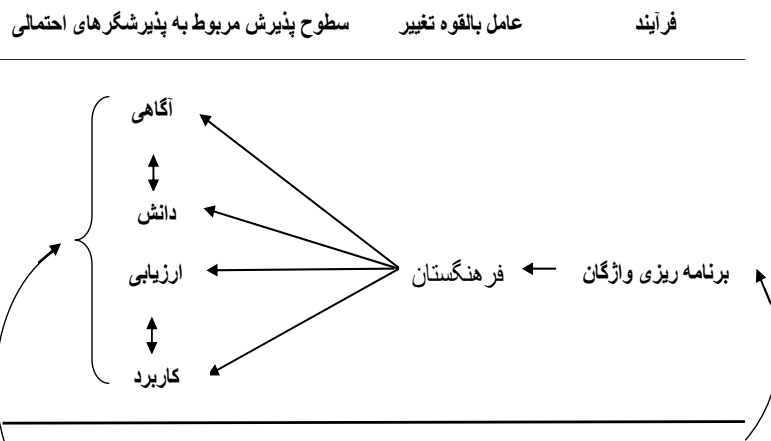 فرآیند عامل بالقوه تغییر سطوح پذیرش مربوط به پذیرشگرهای احتمالی
آگاهی
دانش
برنامه ریزی واژگان فرهنگستان ارزیابی
کاربرد